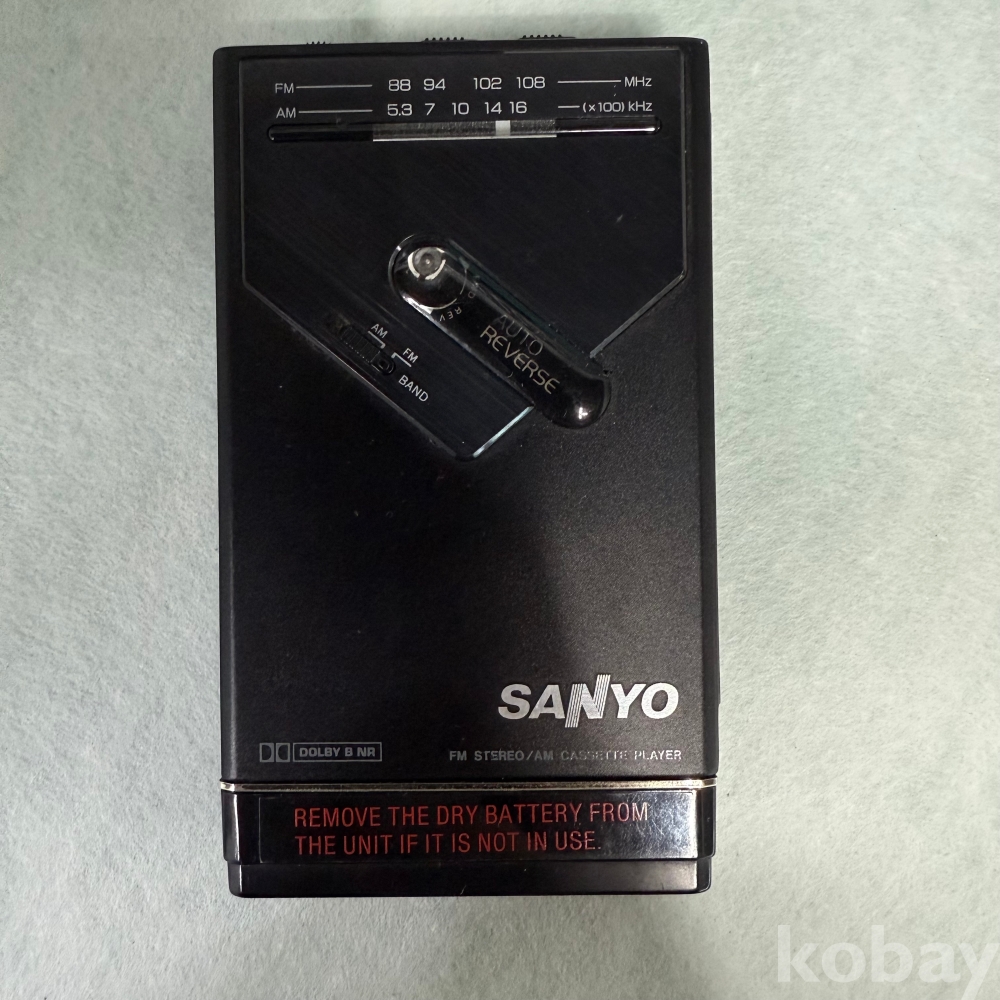 FM 88 94 102 108 MHz
AM 5.3 7 10 14 16 (x100) kHz
REV
AUTO
REVERSE
AM
FM
BAND
SANYO
DOLBY B NR
FM STEREO/AM CASSETTE PLAYER
REMOVE THE DRY BATTERY FROM
THE UNIT IF IT IS NOT IN USE.
kobay